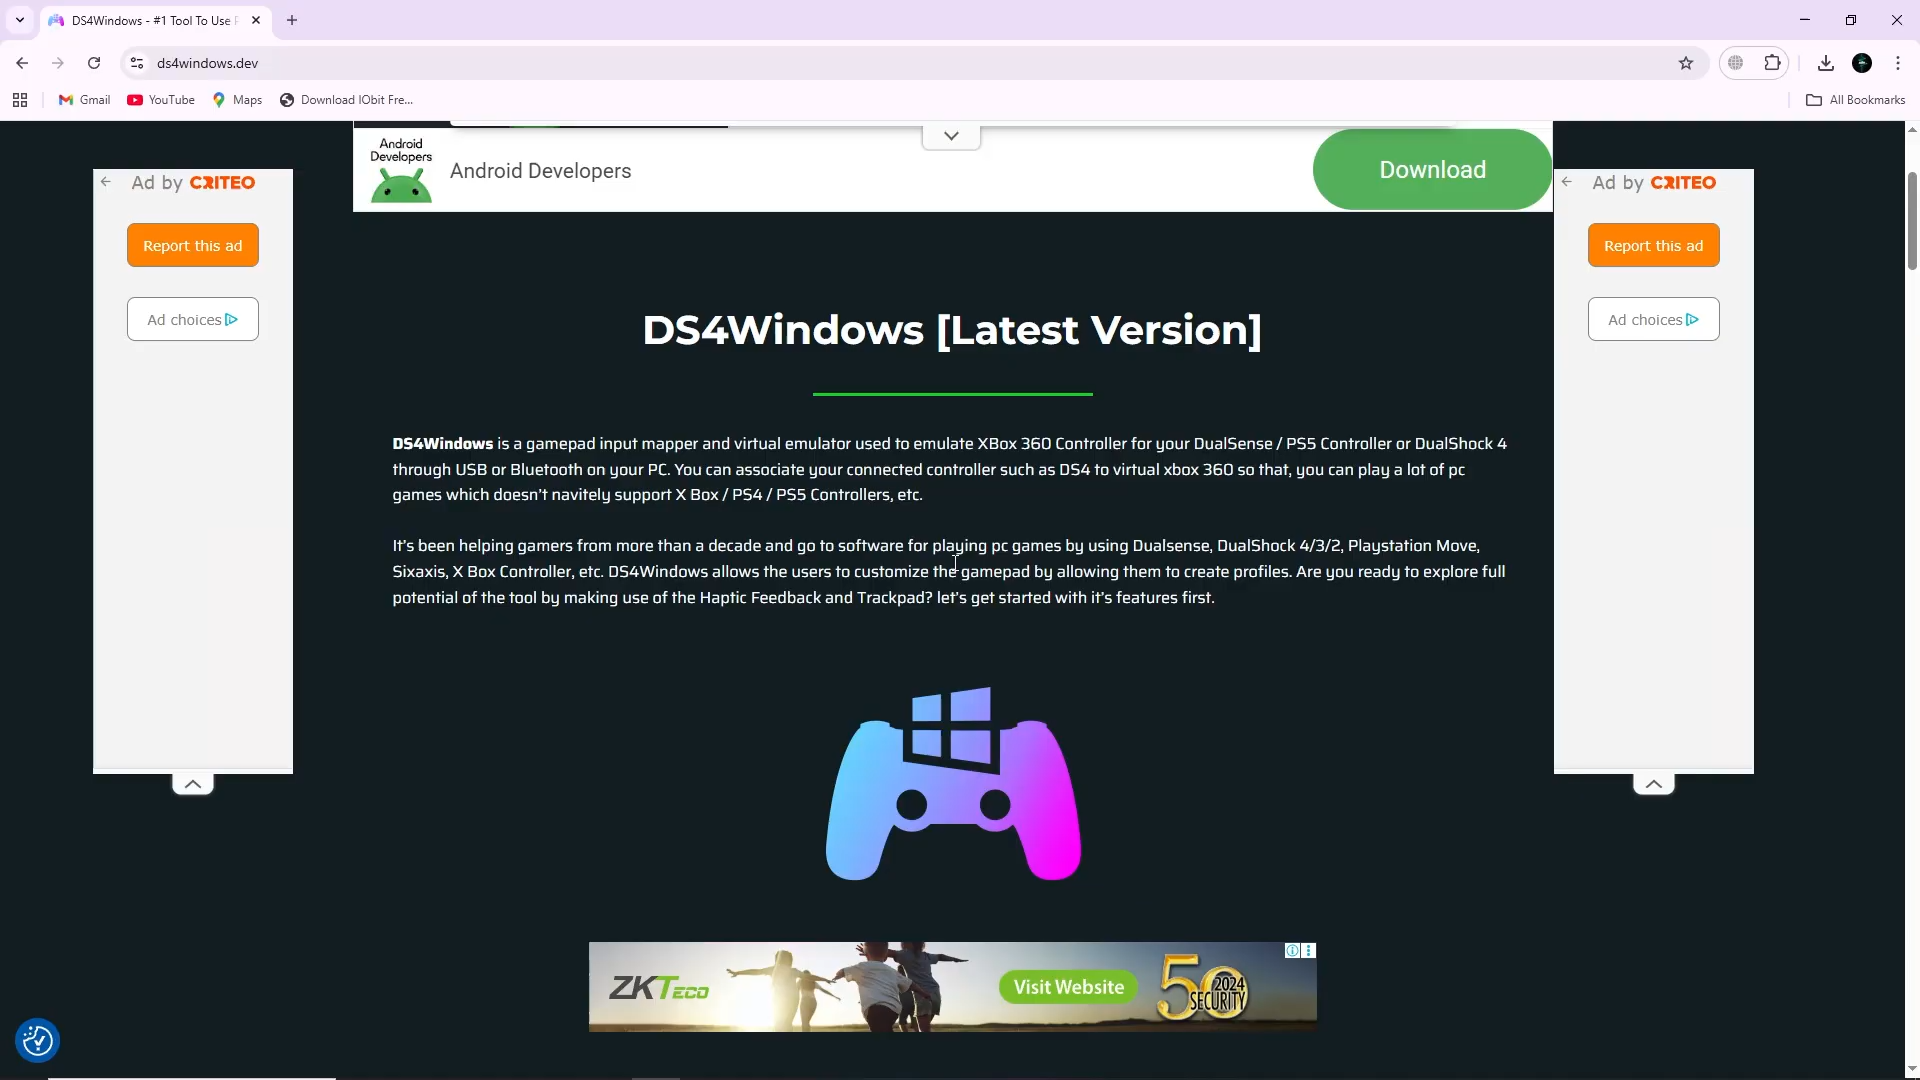 DS4Windows - #1 Tool To Use
ds4windows.dev
Gmail
YouTube
Maps
Download IObit Fre...
All Bookmarks
Android
Developers
Android Developers
Download
Ad by CRITEO
Report this ad
Ad choices
Ad by CRITEO
Report this ad
Ad choices
DS4Windows [Latest Version]
DS4Windows is a gamepad input mapper and virtual emulator used to emulate XBox 360 Controller for your DualSense / PS5 Controller or DualShock 4
through USB or Bluetooth on your PC. You can associate your connected controller such as DS4 to virtual xbox 360 so that, you can play a lot of pc
games which doesn't navitely support X Box / PS4 / PS5 Controllers, etc.
It's been helping gamers from more than a decade and go to software for playing pc games by using Dualsense, DualShock 4/3/2, Playstation Move,
Sixaxis, X Box Controller, etc. DS4Windows allows the users to customize the gamepad by allowing them to create profiles. Are you ready to explore full
potential of the tool by making use of the Haptic Feedback and Trackpad? let's get started with it's features first.
ZKTECO
Visit Website
50
2024
SECURITY